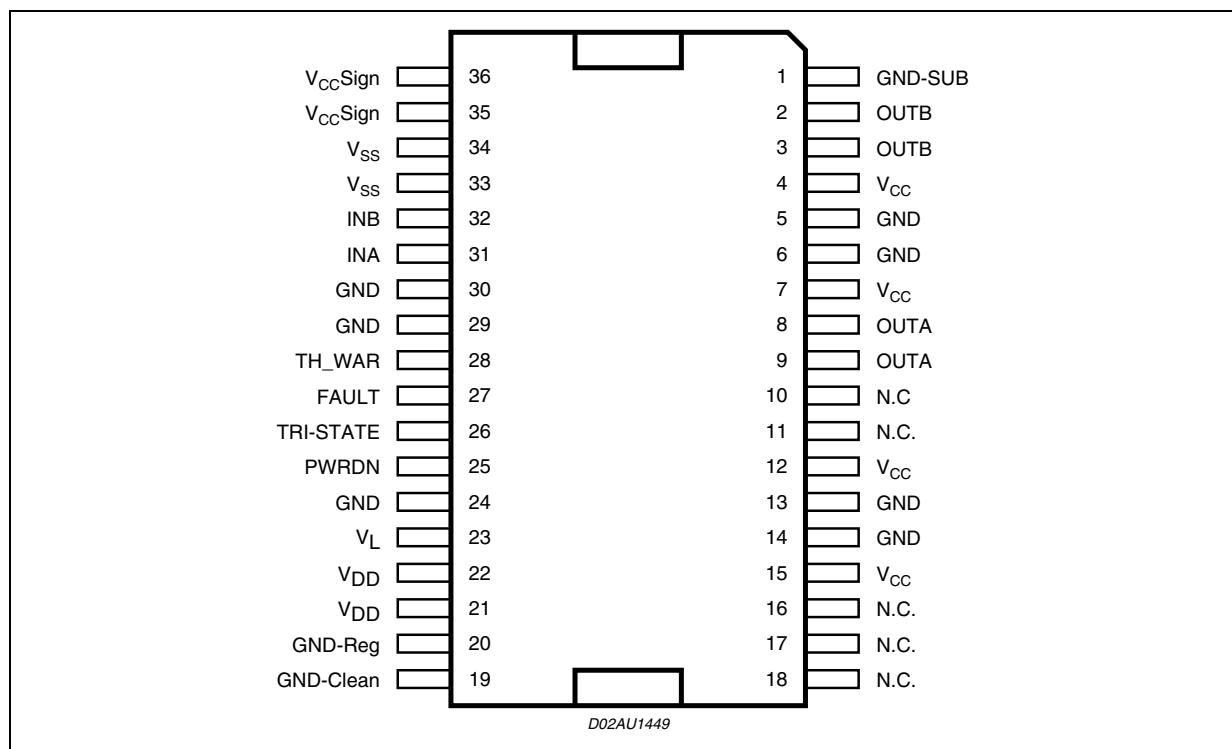 VCCSign 36 1 GND-SUB
VCCSign 35 2 OUTB
VSS 34 3 OUTB
VSS 33 4 VCC
INB 32 5 GND
INA 31 6 GND
GND 30 7 VCC
GND 29 8 OUTA
TH_WAR 28 9 OUTA
FAULT 27 10 N.C
TRI-STATE 26 11 N.C.
PWRDN 25 12 VCC
GND 24 13 GND
VL 23 14 GND
VDD 22 15 VCC
VDD 21 16 N.C.
GND-Reg 20 17 N.C.
GND-Clean 19 18 N.C.
D02AU1449